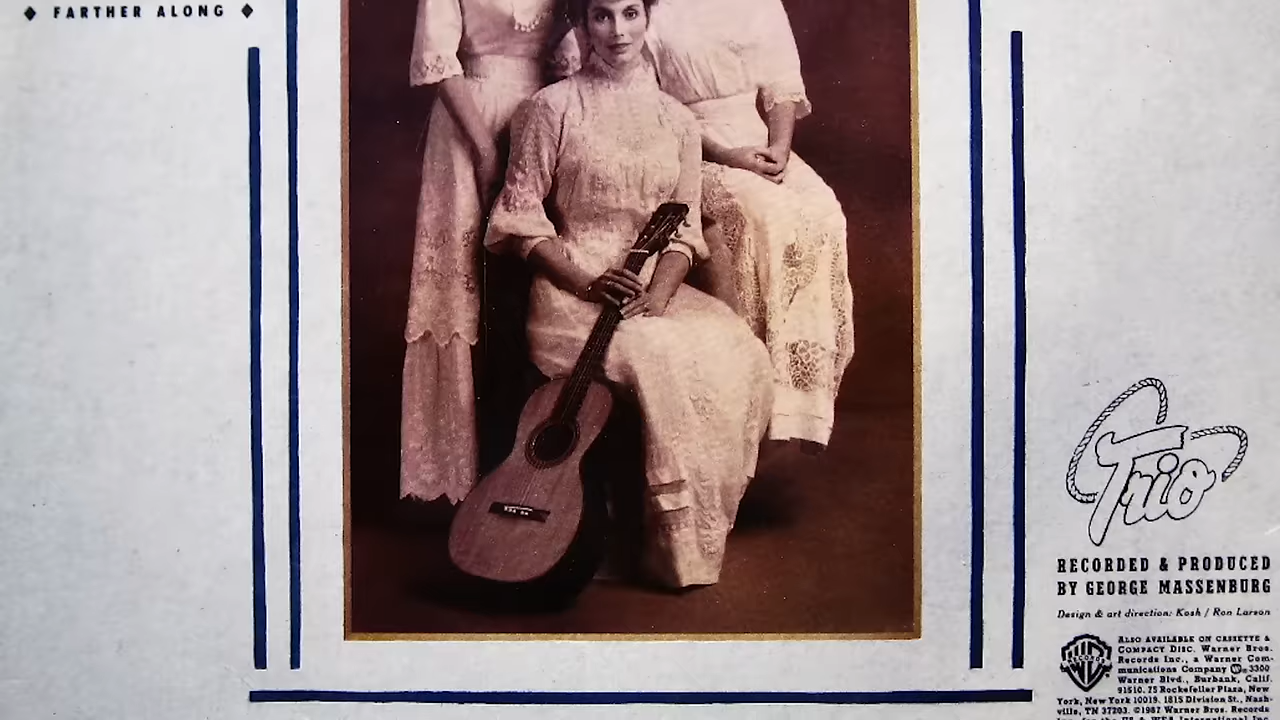 ◆ FARTHER ALONG ◆
Trio
RECORDED & PRODUCED
BY GEORGE MASSENBURG
Design & art direction: Kosh / Ron Larson
RECORDS
ALSO AVAILABLE ON CASSETTE &
COMPACT DISC. Warner Bros.
Records Inc., a Warner Com-
munications Company 3300
Warner Blvd., Burbank, Calif.
91510. 75 Rockefeller Plaza, New
York, New York 10019. 1815 Division St., Nash-
ville, TN 37203. ©1987 Warner Bros. Records